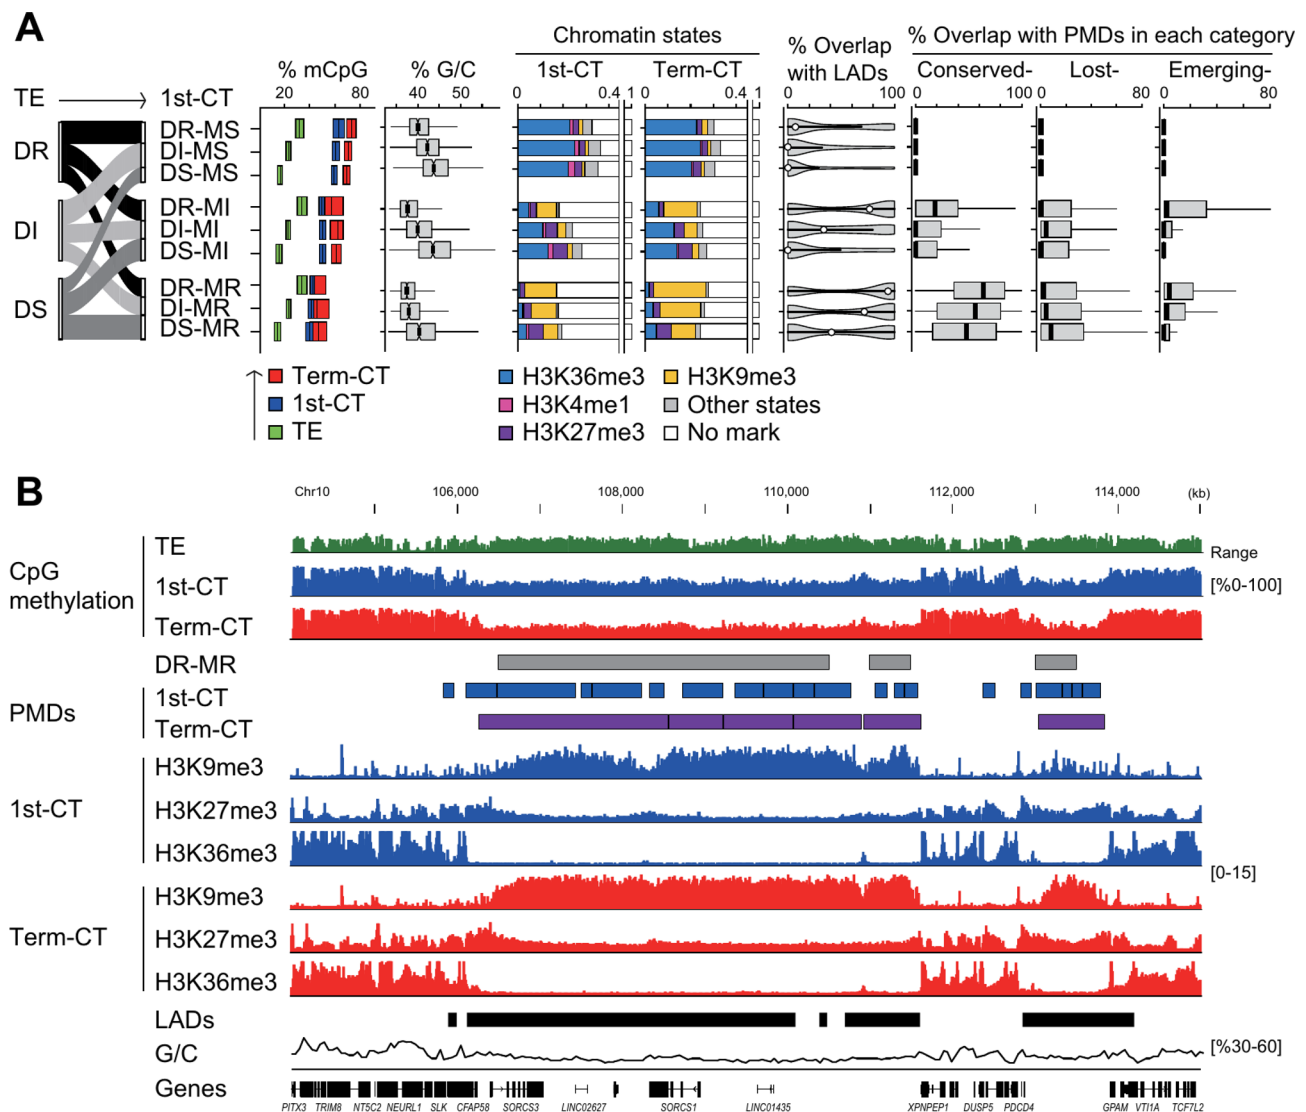 A
Chromatin states
% Overlap with LADs
% Overlap with PMDs in each category
% mCpG
% G/C
1st-CT
Term-CT
Conserved-
Lost-
Emerging-
TE
1st-CT
20 80
40 50
0 0.4 1
0 0.4 1
0 100
0 100
0 80
0 80
DR
DI
DS
DR-MS
DI-MS
DS-MS
DR-MI
DI-MI
DS-MI
DR-MR
DI-MR
DS-MR
Term-CT
1st-CT
TE
H3K36me3
H3K4me1
H3K27me3
H3K9me3
Other states
No mark
B
Chr10
106,000
108,000
110,000
112,000
114,000
(kb)
CpG methylation
TE
1st-CT
Term-CT
Range
[%0-100]
DR-MR
PMDs
1st-CT
Term-CT
1st-CT
H3K9me3
H3K27me3
H3K36me3
[0-15]
Term-CT
H3K9me3
H3K27me3
H3K36me3
LADs
G/C
[%30-60]
Genes
PITX3 TRIM8 NT5C2 NEURL1 SLK CFAP58 SORCS3 LINC02627 SORCS1 LINC01435 XPNPEP1 DUSP5 PDCD4 GPAM VTI1A TCF7L2